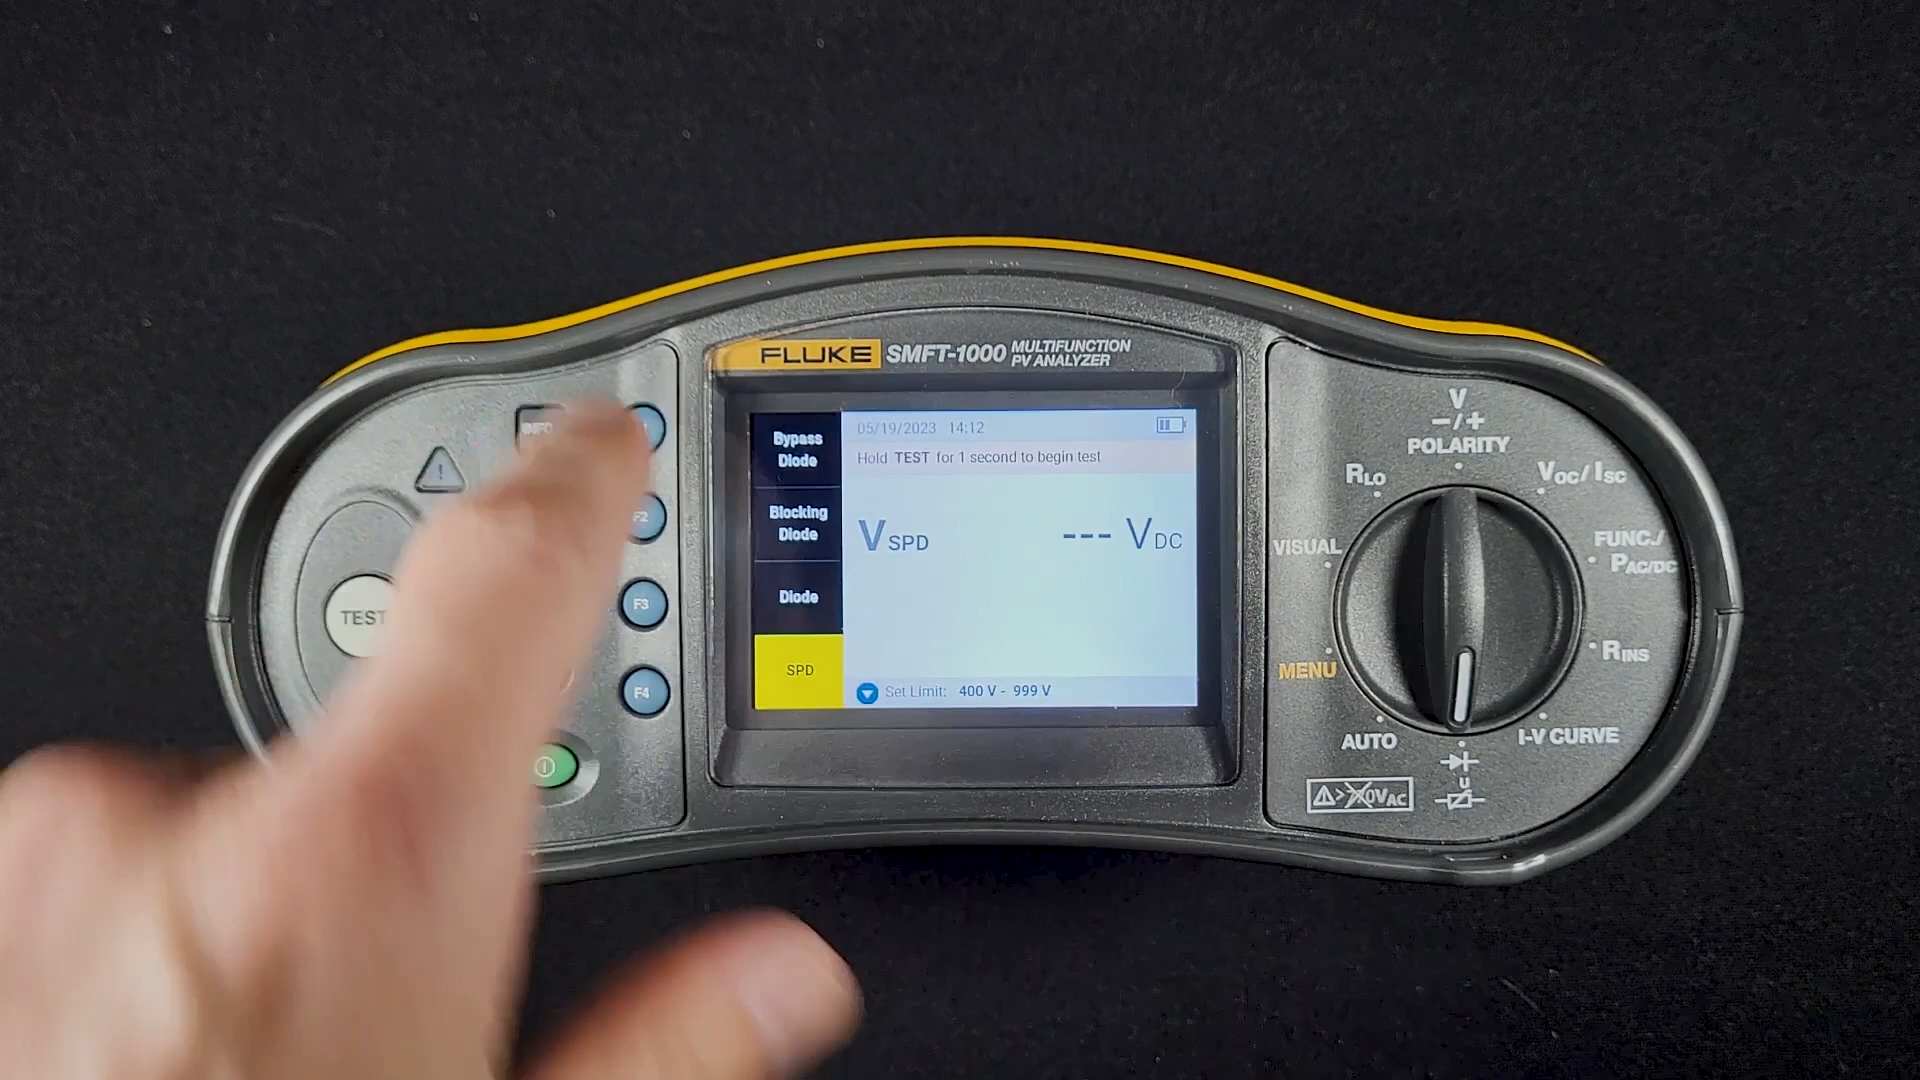 FLUKE SMFT-1000 MULTIFUNCTION
PV ANALYZER
INFO
F2
F3
F4
TEST
Bypass
Diode
Blocking
Diode
Diode
SPD
05/19/2023 14:12
Hold TEST for 1 second to begin test
VSPD --- VDC
Set Limit: 400 V - 999 V
V
−/+
POLARITY
RLO
VOC/ISC
VISUAL
FUNC./
PAC/DC
MENU
RINS
AUTO
I-V CURVE
U